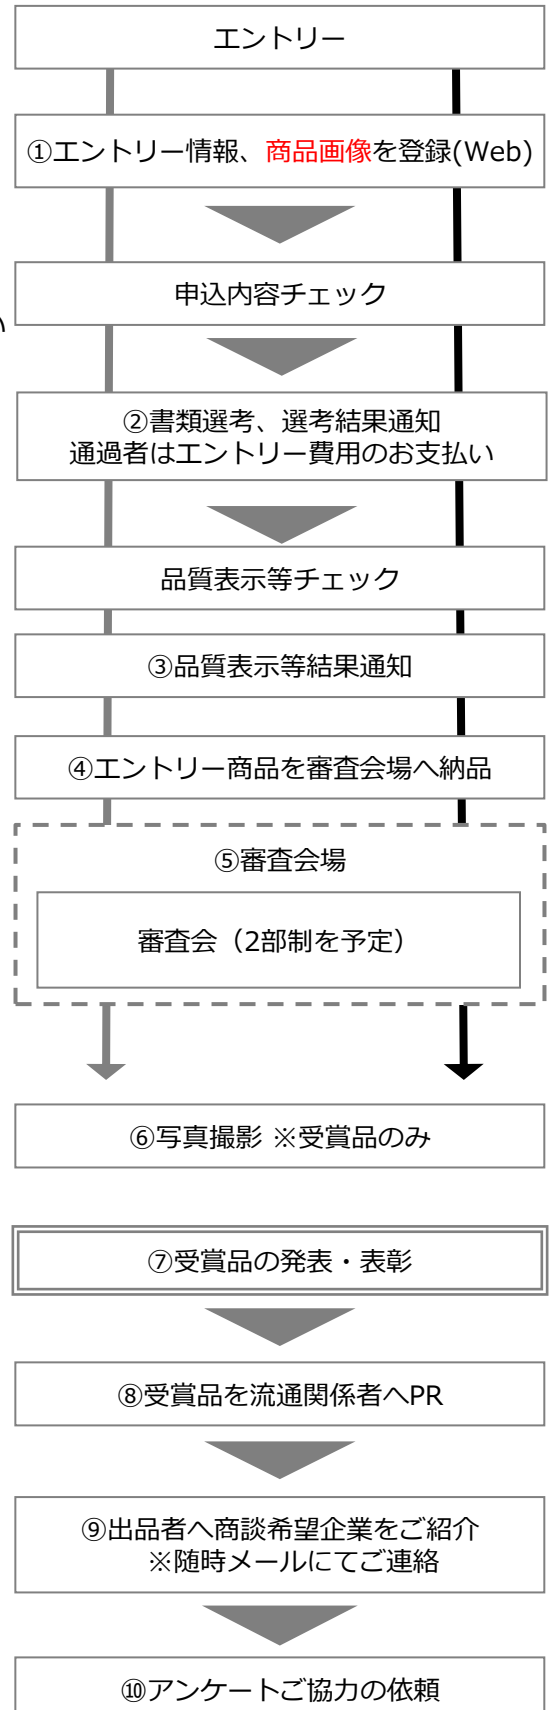 エントリー
①エントリー情報、商品画像を登録(Web)
申込内容チェック
い
②書類選考、選考結果通知
通過者はエントリー費用のお支払い
品質表示等チェック
③品質表示等結果通知
④エントリー商品を審査会場へ納品
⑤審査会場
審査会（2部制を予定）
⑥写真撮影 ※受賞品のみ
⑦受賞品の発表・表彰
⑧受賞品を流通関係者へPR
⑨出品者へ商談希望企業をご紹介
※随時メールにてご連絡
⑩アンケートご協力の依頼